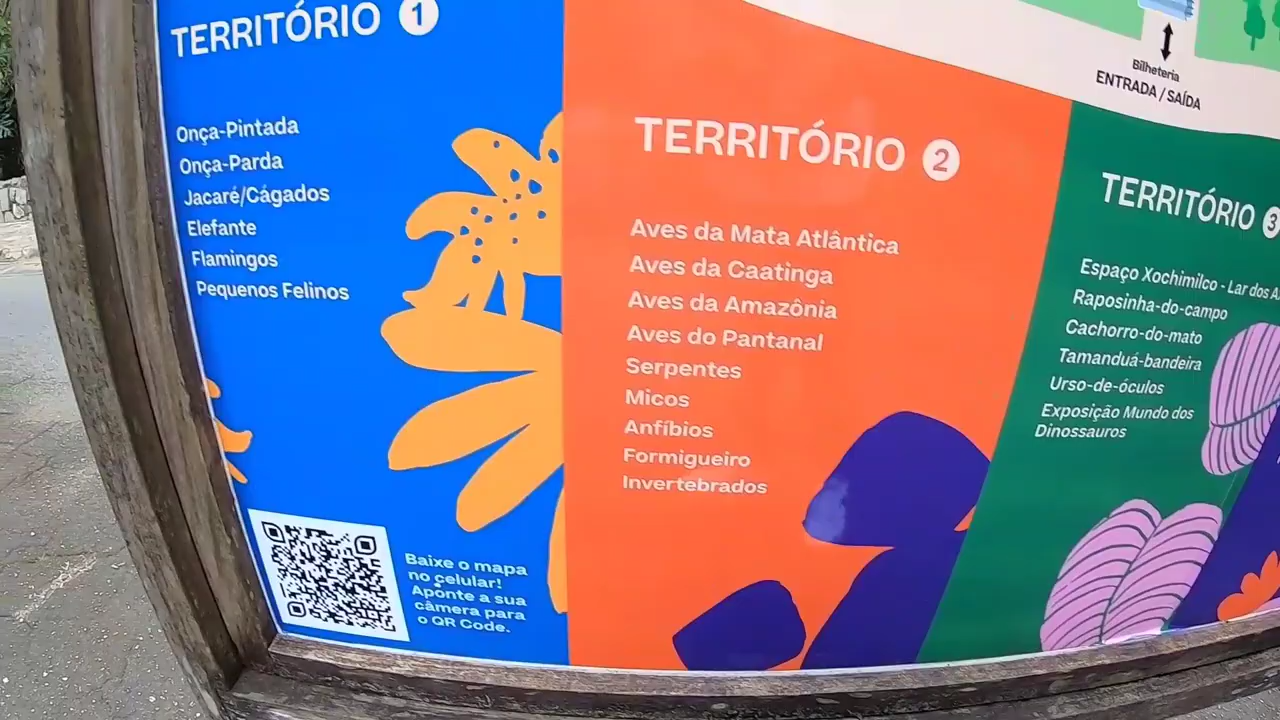 TERRITÓRIO 1
Onça-Pintada
Onça-Parda
Jacaré/Cágados
Elefante
Flamingos
Pequenos Felinos
Baixe o mapa
no celular!
Aponte a sua
câmera para
o QR Code.
TERRITÓRIO 2
Aves da Mata Atlântica
Aves da Caatinga
Aves da Amazônia
Aves do Pantanal
Serpentes
Micos
Anfíbios
Formigueiro
Invertebrados
Bilheteria
ENTRADA / SAÍDA
TERRITÓRIO 3
Espaço Xochimilco - Lar dos
Raposinha-do-campo
Cachorro-do-mato
Tamanduá-bandeira
Urso-de-óculos
Exposição Mundo dos
Dinossauros